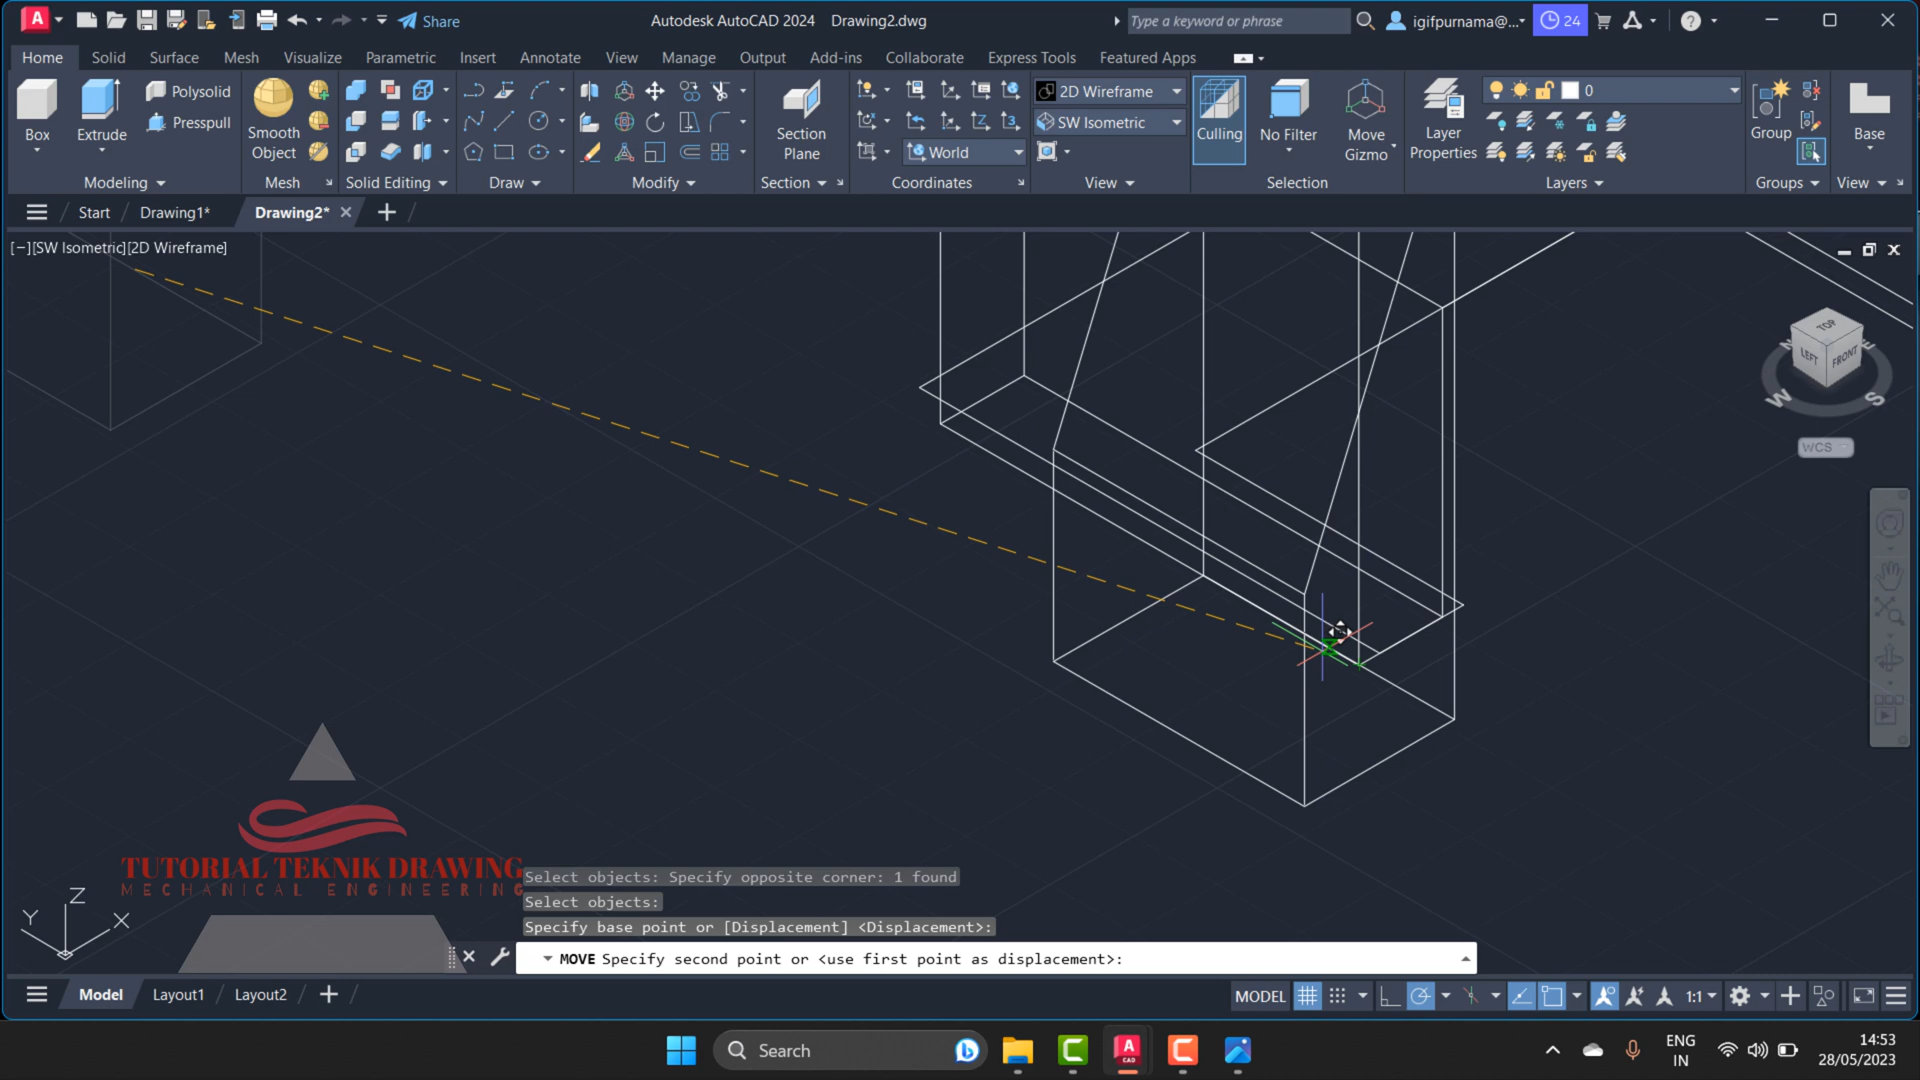 Share
Autodesk AutoCAD 2024 Drawing2.dwg
Type a keyword or phrase
igifpurnama@...
24
Home Solid Surface Mesh Visualize Parametric Insert Annotate View Manage Output Add-ins Collaborate Express Tools Featured Apps
Box
Extrude
Polysolid
Presspull
Smooth Object
Section Plane
World
2D Wireframe
SW Isometric
Culling
No Filter
Move Gizmo
Layer Properties
0
Group
Base
Modeling Mesh Solid Editing Draw Modify Section Coordinates View Selection Layers Groups View
Start Drawing1* Drawing2*
[−][SW Isometric][2D Wireframe]
TOP
LEFT FRONT
W S
WCS
TUTORIAL TEKNIK DRAWING
MECHANICAL ENGINEERING
Z
Y X
Select objects: Specify opposite corner: 1 found
Select objects:
Specify base point or [Displacement] <Displacement>:
MOVE Specify second point or <use first point as displacement>:
Model Layout1 Layout2
MODEL
1:1
Search
ENG
IN
14:53
28/05/2023